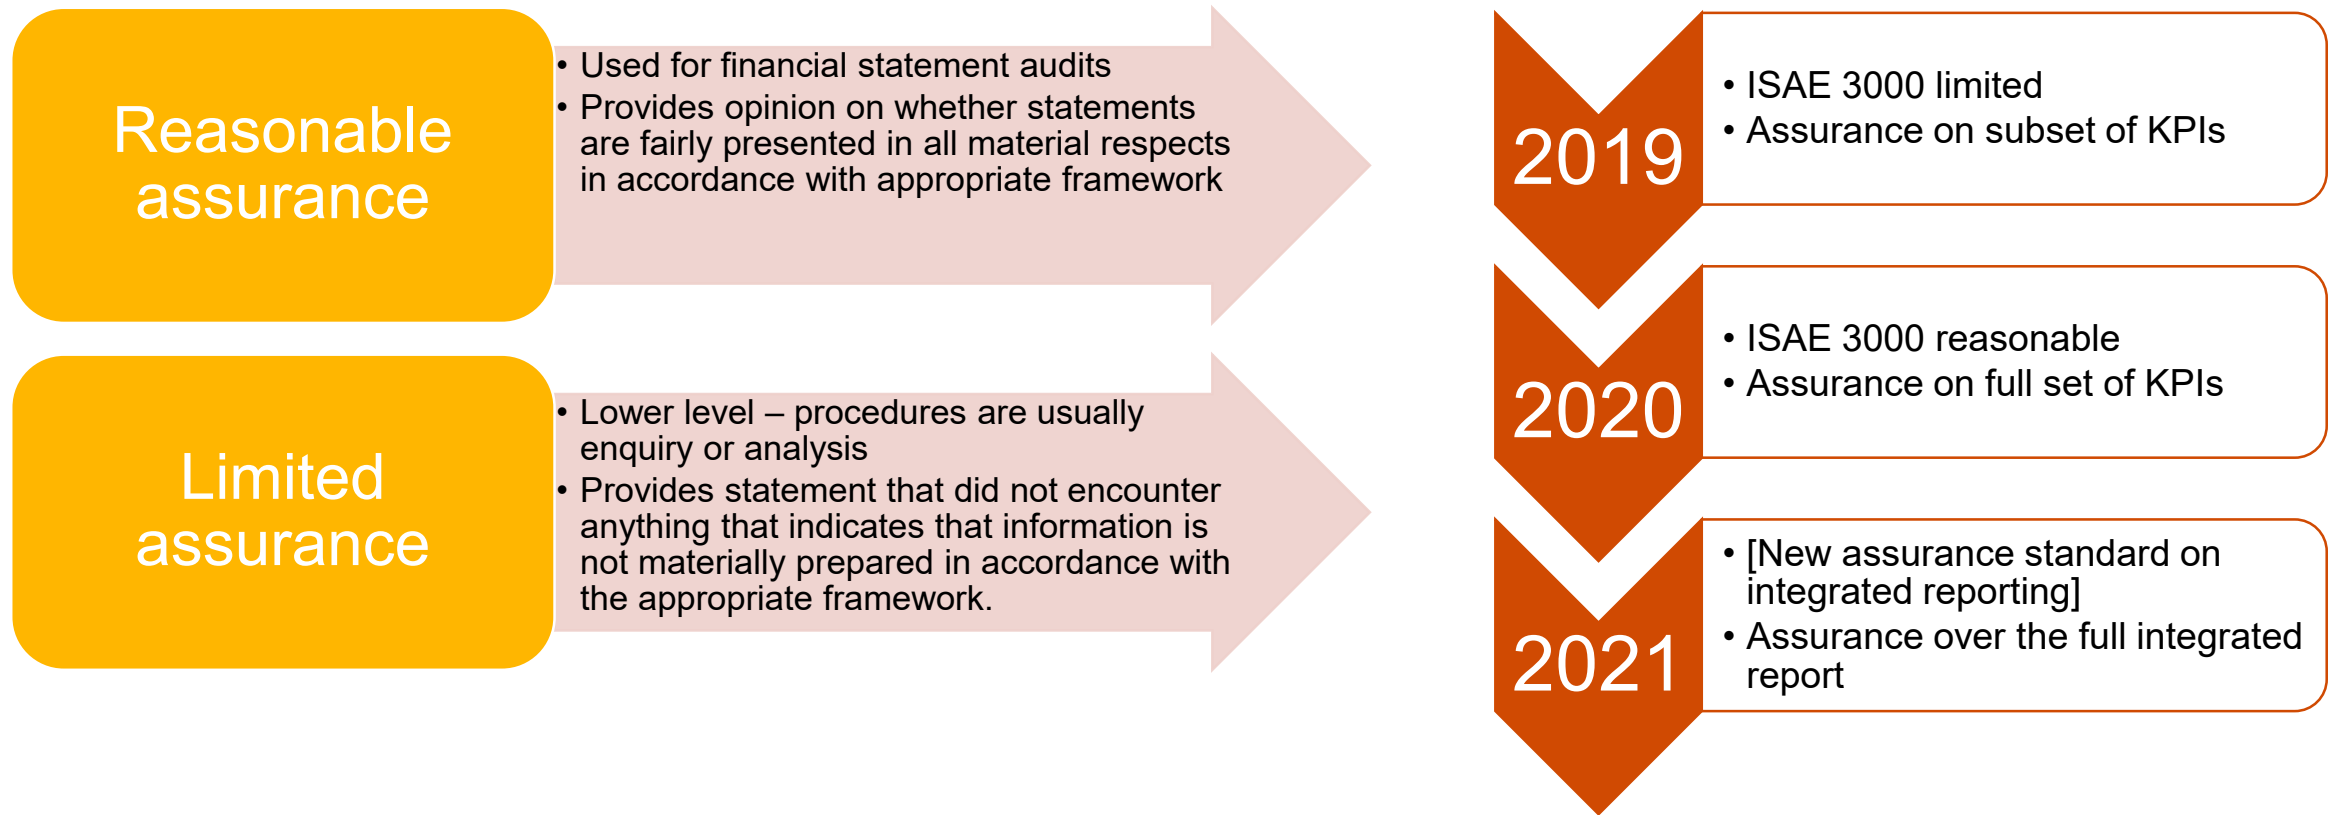 Reasonable
assurance
• Used for financial statement audits
• Provides opinion on whether statements
are fairly presented in all material respects
in accordance with appropriate framework
Limited
assurance
• Lower level – procedures are usually
enquiry or analysis
• Provides statement that did not encounter
anything that indicates that information is
not materially prepared in accordance with
the appropriate framework.
2019
• ISAE 3000 limited
• Assurance on subset of KPIs
2020
• ISAE 3000 reasonable
• Assurance on full set of KPIs
2021
• [New assurance standard on
integrated reporting]
• Assurance over the full integrated
report